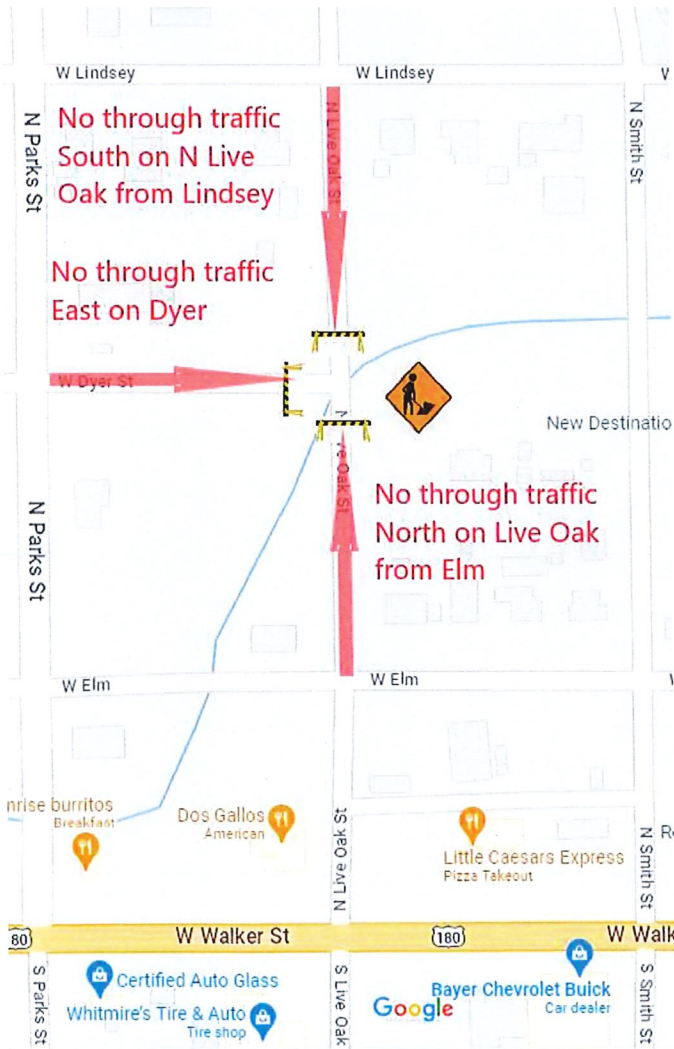 W Lindsey
W Lindsey
W
N Parks St
No through traffic
South on N Live
Oak from Lindsey
N Live Oak St
N Smith St
No through traffic
East on Dyer
W Dyer St
New Destinatio
N
ve Oak St
No through traffic
North on Live Oak
from Elm
N Parks St
W Elm
W Elm
nrise burritos
Breakfast
Dos Gallos
American
N Live Oak St
Little Caesars Express
Pizza Takeout
N Smith St
80
W Walker St
180
W Walk
S Parks St
Certified Auto Glass
Whitmire's Tire & Auto
Tire shop
S Live Oak
Google
Bayer Chevrolet Buick
Car dealer
S Smith St